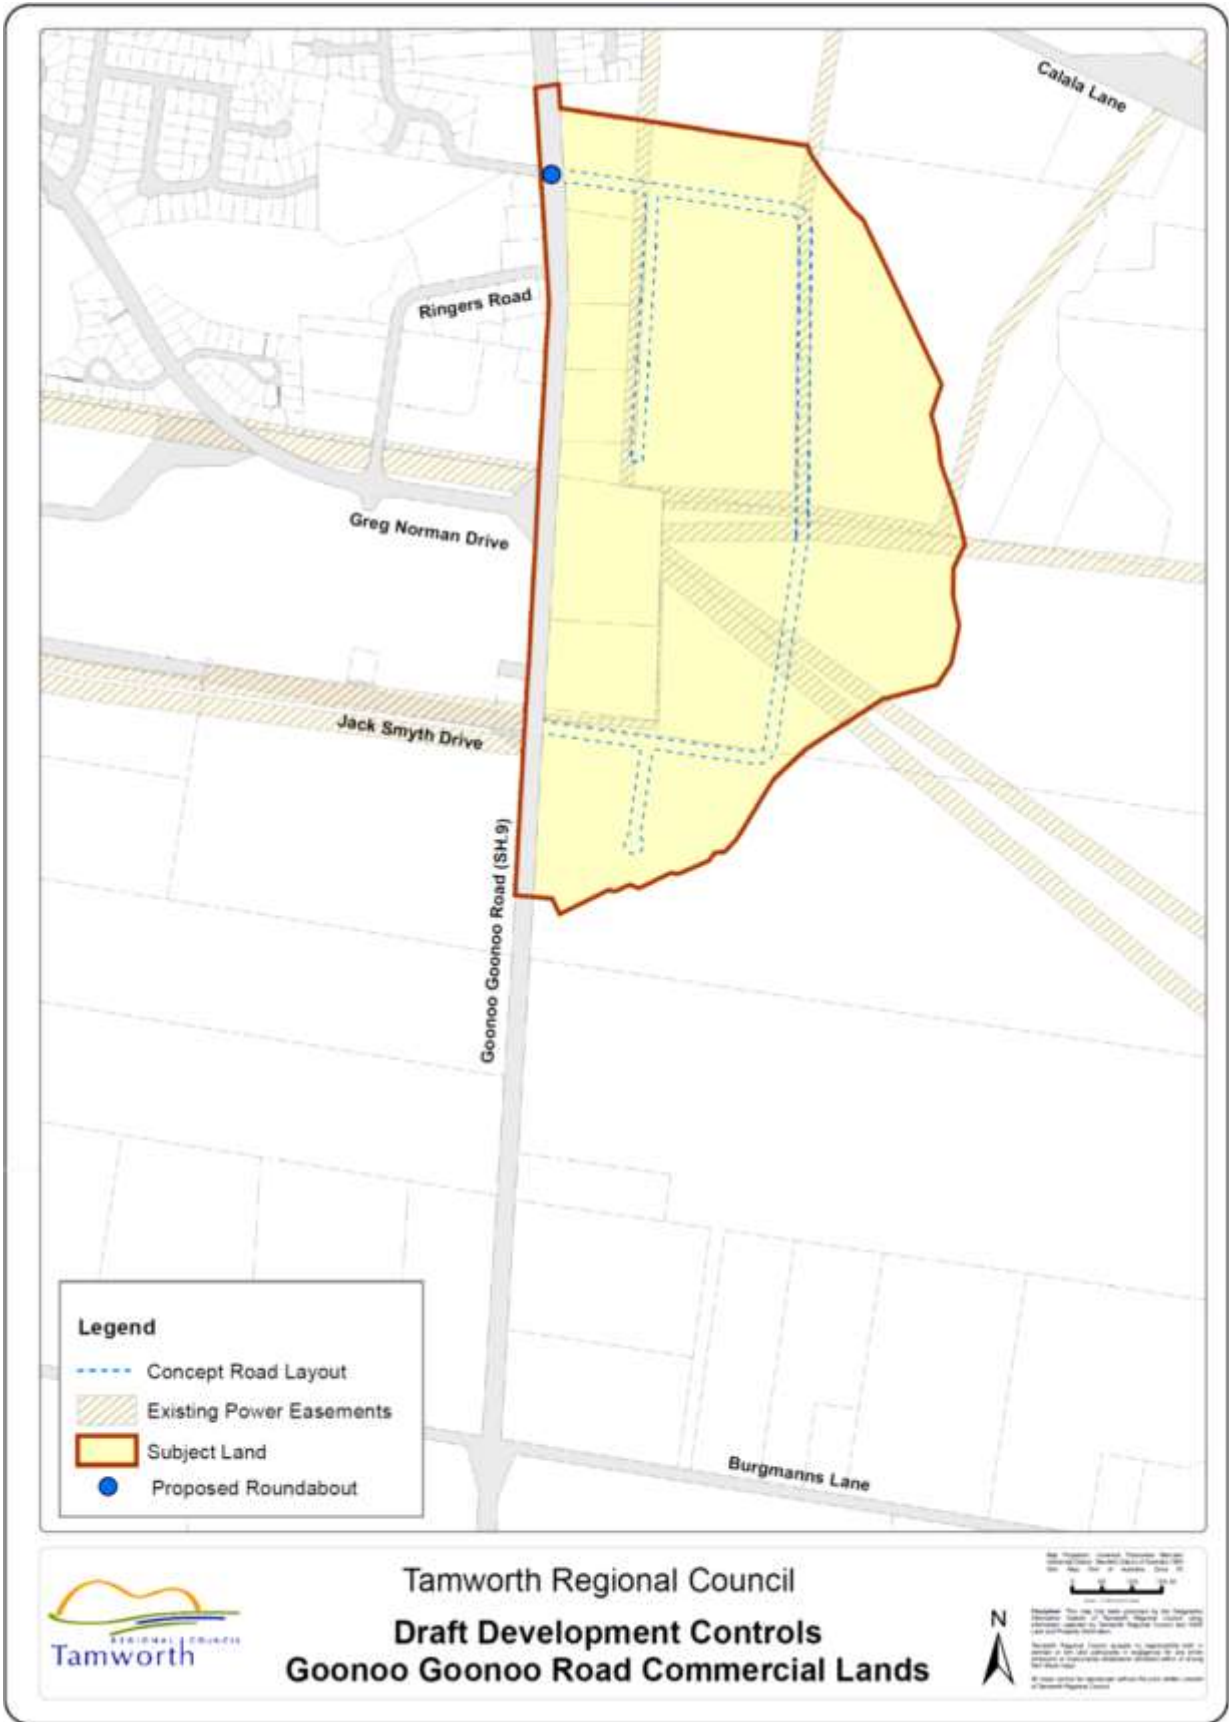 Calala Lane
Ringers Road
Greg Norman Drive
Jack Smyth Drive
Goonoo Goonoo Road (SH.9)
Burgmanns Lane
Legend
Concept Road Layout
Existing Power Easements
Subject Land
Proposed Roundabout
REGIONAL COUNCIL
Tamworth
Tamworth Regional Council
Draft Development Controls
Goonoo Goonoo Road Commercial Lands
N